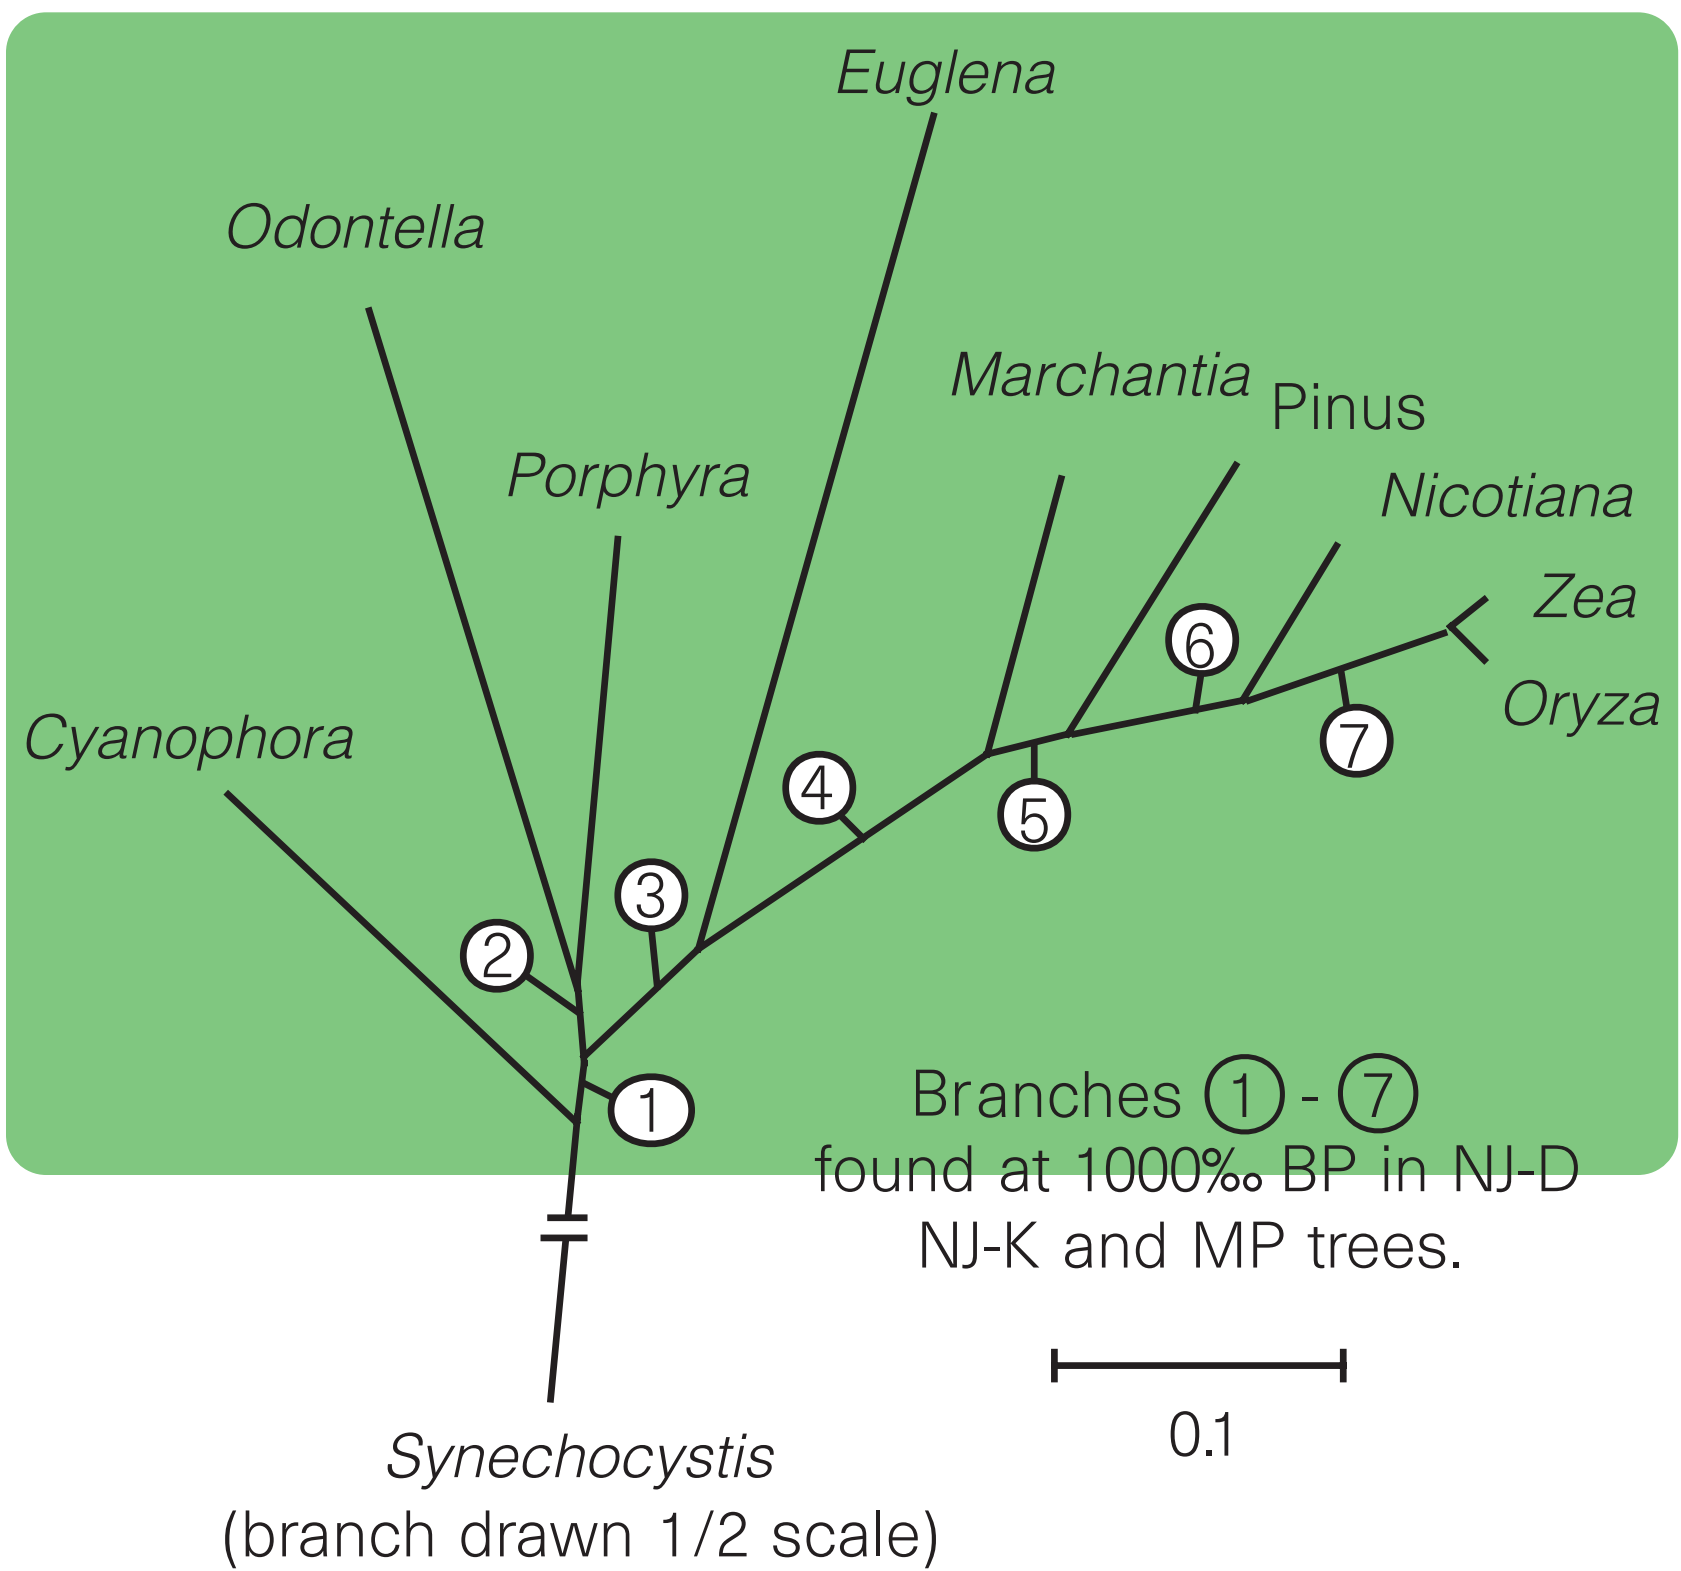 Euglena
Odontella
Marchantia
Pinus
Porphyra
Nicotiana
Zea
Oryza
Cyanophora
6
7
4
5
3
2
1
Branches 1 - 7
found at 1000‰ BP in NJ-D
NJ-K and MP trees.
0.1
Synechocystis
(branch drawn 1/2 scale)